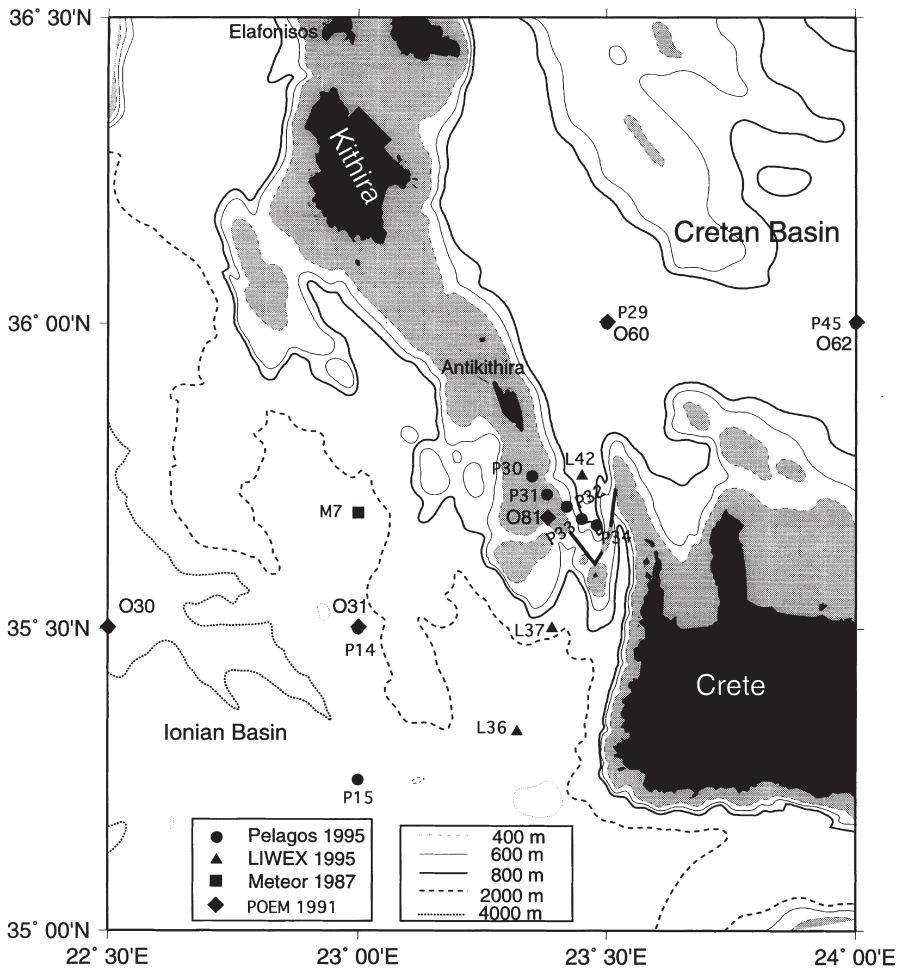 36° 30'N
Elafonisos
Kithira
Cretan Basin
36° 00'N
P29
O60
P45
O62
Antikithira
P30
L42
P31
P32
M7
O81
P33
P34
O30
O31
35° 30'N
L37
P14
Crete
L36
Ionian Basin
P15
Pelagos 1995
LIWEX 1995
Meteor 1987
POEM 1991
400 m
600 m
800 m
2000 m
4000 m
35° 00'N
22° 30'E
23° 00'E
23° 30'E
24° 00'E